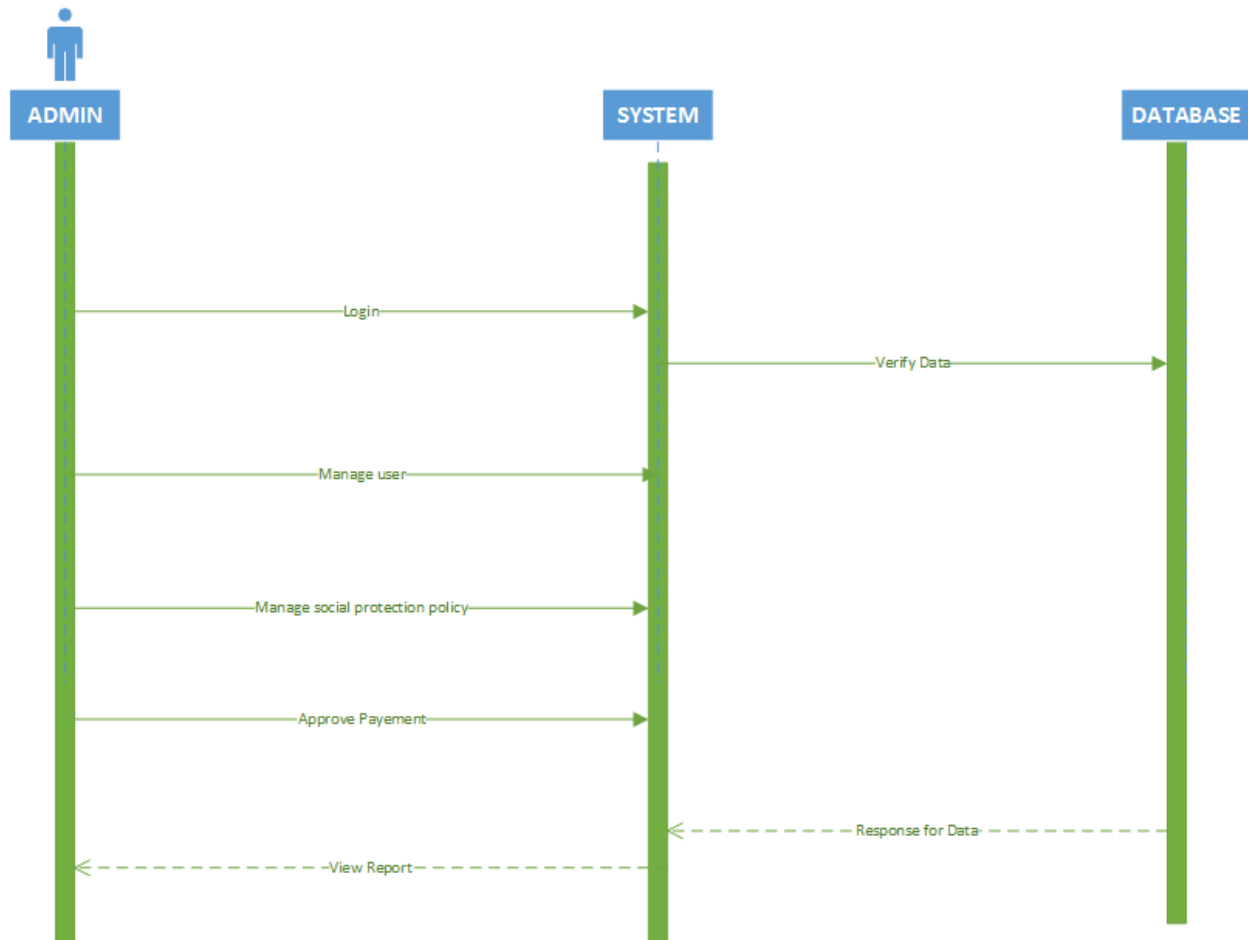 ADMIN
SYSTEM
DATABASE
Login
Verify Data
Manage user
Manage social protection policy
Approve Payement
Response for Data
View Report